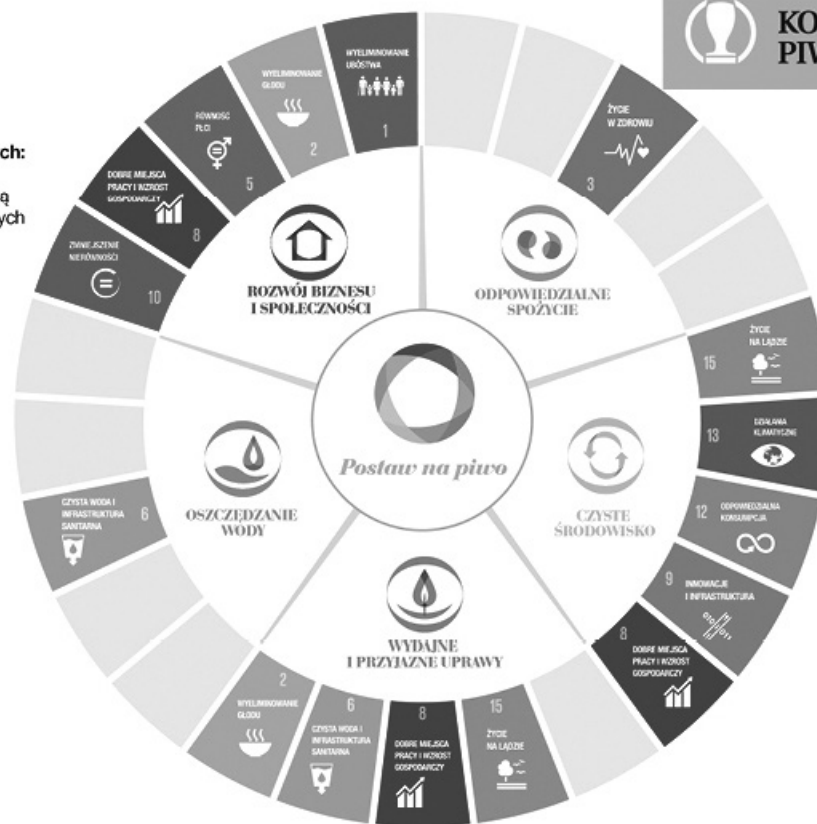 KO
PIW
ch:
ą
ych
WYELIMINOWANIE
UBÓSTWA
1
WYELIMINOWANIE
GŁODU
2
RÓWNOŚĆ
PŁCI
5
DOBRE MIEJSCA
PRACY I WZROST
GOSPODARCZY
8
ZMNIEJSZENIE
NIERÓWNOŚCI
10
ROZWÓJ BIZNESU
I SPOŁECZNOŚCI
ŻYCIE
W ZDROWIU
3
ODPOWIEDZIALNE
SPOŻYCIE
15
ŻYCIE
NA LĄDZIE
13
DZIAŁANIA
KLIMATYCZNE
12
ODPOWIEDZIALNA
KONSUMPCJA
9
INNOWACJE
I INFRASTRUKTURA
8
DOBRE MIEJSCA
PRACY I WZROST
GOSPODARCZY
CZYSTE
ŚRODOWISKO
Postaw na piwo
OSZCZĘDZANIE
WODY
CZYSTA WODA I
INFRASTRUKTURA
SANITARNA
6
WYDAJNE
I PRZYJAZNE UPRAWY
2
WYELIMINOWANIE
GŁODU
6
CZYSTA WODA I
INFRASTRUKTURA
SANITARNA
8
DOBRE MIEJSCA
PRACY I WZROST
GOSPODARCZY
15
ŻYCIE
NA LĄDZIE